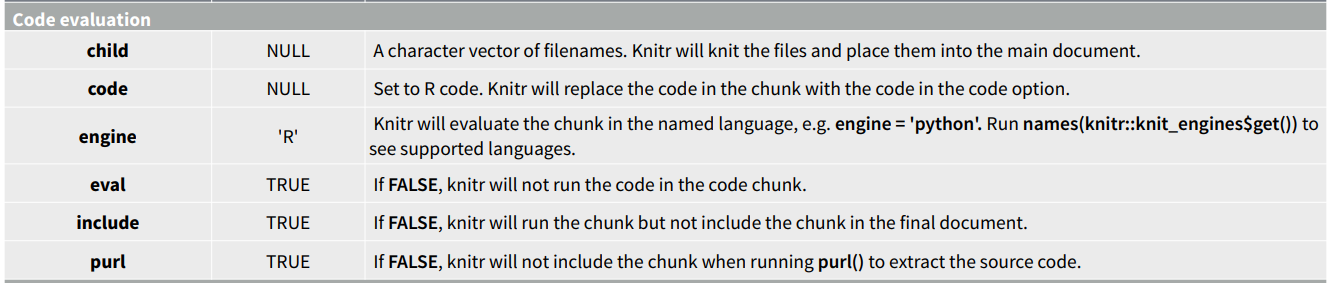 Code evaluation
child NULL A character vector of filenames. Knitr will knit the files and place them into the main document.
code NULL Set to R code. Knitr will replace the code in the chunk with the code in the code option.
engine 'R' Knitr will evaluate the chunk in the named language, e.g. engine = 'python'. Run names(knitr::knit_engines$get()) to
see supported languages.
eval TRUE If FALSE, knitr will not run the code in the code chunk.
include TRUE If FALSE, knitr will run the chunk but not include the chunk in the final document.
purl TRUE If FALSE, knitr will not include the chunk when running purl() to extract the source code.